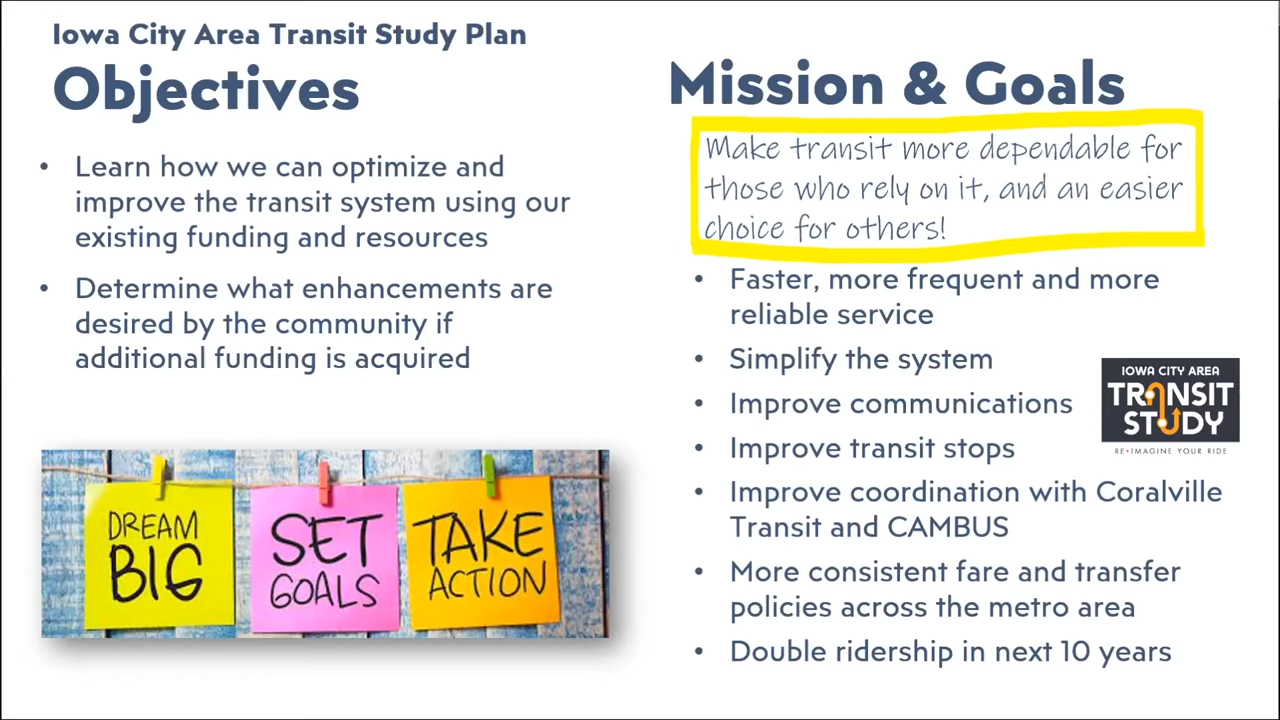 Iowa City Area Transit Study Plan
Objectives
• Learn how we can optimize and
improve the transit system using our
existing funding and resources
• Determine what enhancements are
desired by the community if
additional funding is acquired
DREAM
BIG
SET
GOALS
TAKE
ACTION
Mission & Goals
Make transit more dependable for
those who rely on it, and an easier
choice for others!
• Faster, more frequent and more
reliable service
• Simplify the system
• Improve communications
• Improve transit stops
• Improve coordination with Coralville
Transit and CAMBUS
• More consistent fare and transfer
policies across the metro area
• Double ridership in next 10 years
IOWA CITY AREA
TRANSIT
STUDY
RE•IMAGINE YOUR RIDE